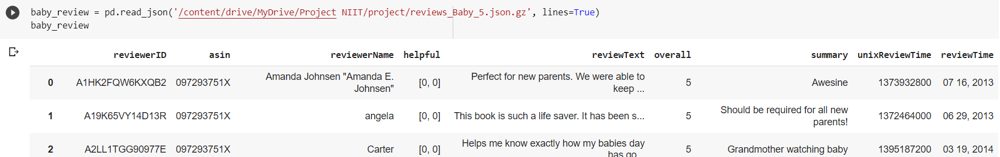 baby_review = pd.read_json('/content/drive/MyDrive/Project NIIT/project/reviews_Baby_5.json.gz', lines=True)
baby_review
reviewerID asin reviewerName helpful reviewText overall summary unixReviewTime reviewTime
0 A1HK2FQW6KXQB2 097293751X Amanda Johnsen "Amanda E. Johnsen" [0, 0] Perfect for new parents. We were able to keep ... 5 Awesine 1373932800 07 16, 2013
1 A19K65VY14D13R 097293751X angela [0, 0] This book is such a life saver. It has been s... 5 Should be required for all new parents! 1372464000 06 29, 2013
2 A2LL1TGG90977E 097293751X Carter [0, 0] Helps me know exactly how my babies day has go... 5 Grandmother watching baby 1395187200 03 19, 2014